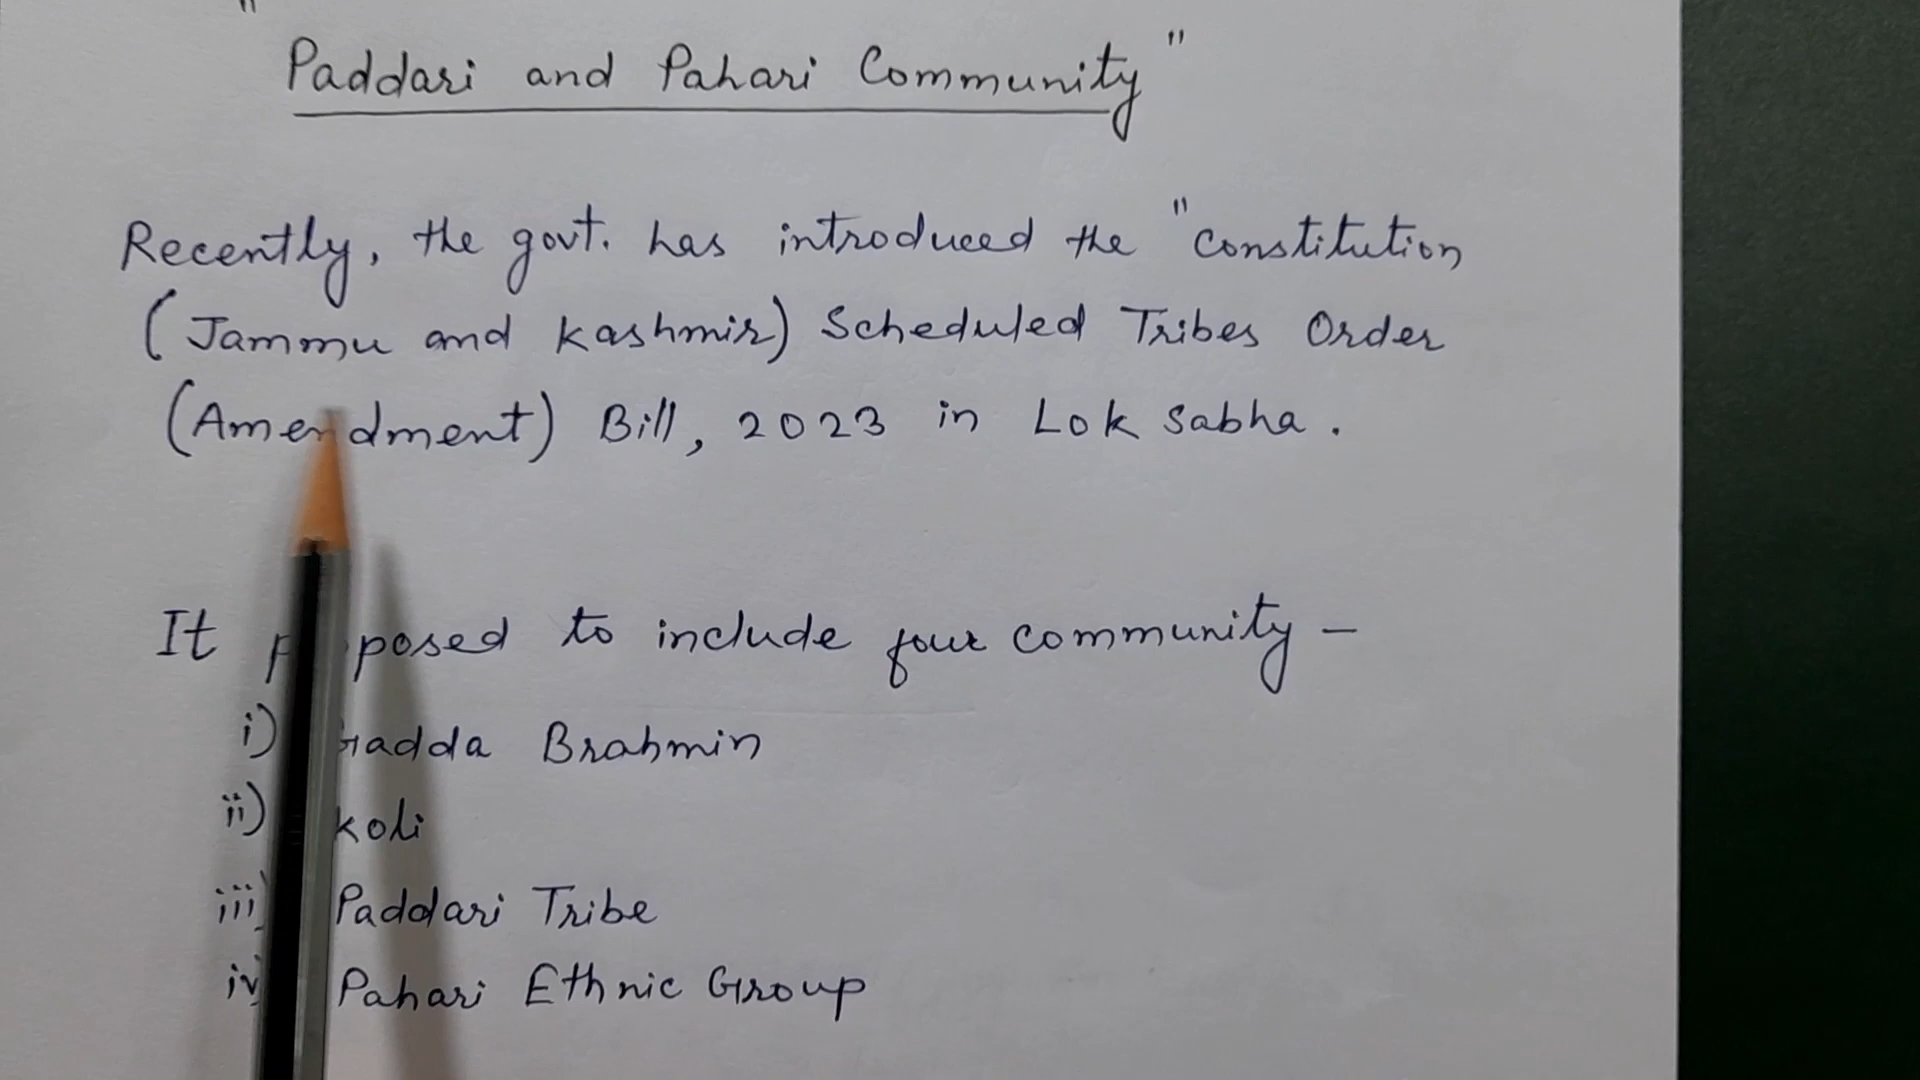 "Paddari and Pahari Community"
Recently, the govt. has introduced the "Constitution
(Jammu and Kashmir) Scheduled Tribes Order
(Amendment) Bill, 2023 in Lok Sabha.
It proposed to include four community -
i) Gadda Brahmin
ii) Koli
iii) Paddari Tribe
iv) Pahari Ethnic Group